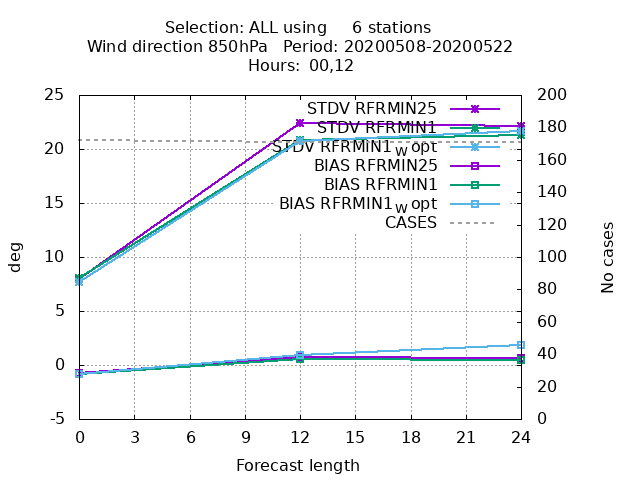 Selection: ALL using 6 stations
Wind direction 850hPa Period: 20200508-20200522
Hours: 00,12
25 200
STDV RFRMIN25
STDV RFRMIN1
STDV RFRMIN1_W opt
BIAS RFRMIN25
BIAS RFRMIN1
BIAS RFRMIN1_W opt
CASES
20
15
10
5
0
-5
180
160
140
120
100
80
60
40
20
0
deg
No cases
0 3 6 9 12 15 18 21 24
Forecast length